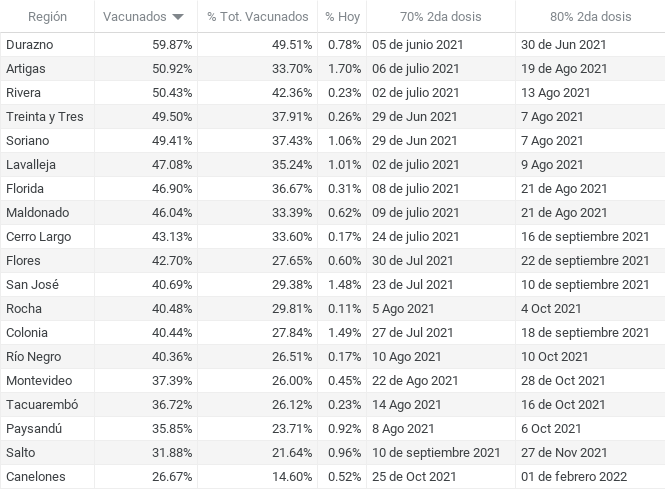 Región Vacunados % Tot. Vacunados % Hoy 70% 2da dosis 80% 2da dosis
Durazno 59.87% 49.51% 0.78% 05 de junio 2021 30 de Jun 2021
Artigas 50.92% 33.70% 1.70% 06 de julio 2021 19 de Ago 2021
Rivera 50.43% 42.36% 0.23% 02 de julio 2021 13 Ago 2021
Treinta y Tres 49.50% 37.91% 0.26% 29 de Jun 2021 7 Ago 2021
Soriano 49.41% 37.43% 1.06% 29 de Jun 2021 7 Ago 2021
Lavalleja 47.08% 35.24% 1.01% 02 de julio 2021 9 Ago 2021
Florida 46.90% 36.67% 0.31% 08 de julio 2021 21 de Ago 2021
Maldonado 46.04% 33.39% 0.62% 09 de julio 2021 21 de Ago 2021
Cerro Largo 43.13% 33.60% 0.17% 24 de julio 2021 16 de septiembre 2021
Flores 42.70% 27.65% 0.60% 30 de Jul 2021 22 de septiembre 2021
San José 40.69% 29.38% 1.48% 23 de Jul 2021 10 de septiembre 2021
Rocha 40.48% 29.81% 0.11% 5 Ago 2021 4 Oct 2021
Colonia 40.44% 27.84% 1.49% 27 de Jul 2021 18 de septiembre 2021
Río Negro 40.36% 26.51% 0.17% 10 Ago 2021 10 Oct 2021
Montevideo 37.39% 26.00% 0.45% 22 de Ago 2021 28 de Oct 2021
Tacuarembó 36.72% 26.12% 0.23% 14 Ago 2021 16 de Oct 2021
Paysandú 35.85% 23.71% 0.92% 8 Ago 2021 6 Oct 2021
Salto 31.88% 21.64% 0.96% 10 de septiembre 2021 27 de Nov 2021
Canelones 26.67% 14.60% 0.52% 25 de Oct 2021 01 de febrero 2022